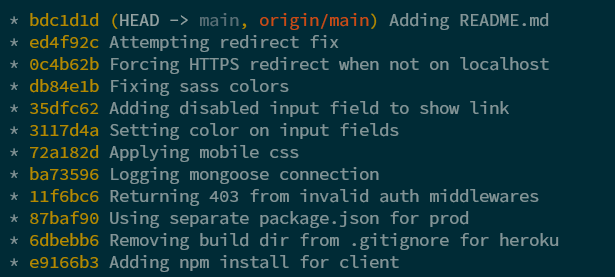 * bdc1d1d (HEAD -> main, origin/main) Adding README.md
* ed4f92c Attempting redirect fix
* 0c4b62b Forcing HTTPS redirect when not on localhost
* db84e1b Fixing sass colors
* 35dfc62 Adding disabled input field to show link
* 3117d4a Setting color on input fields
* 72a182d Applying mobile css
* ba73596 Logging mongoose connection
* 11f6bc6 Returning 403 from invalid auth middlewares
* 87baf90 Using separate package.json for prod
* 6dbebb6 Removing build dir from .gitignore for heroku
* e9166b3 Adding npm install for client